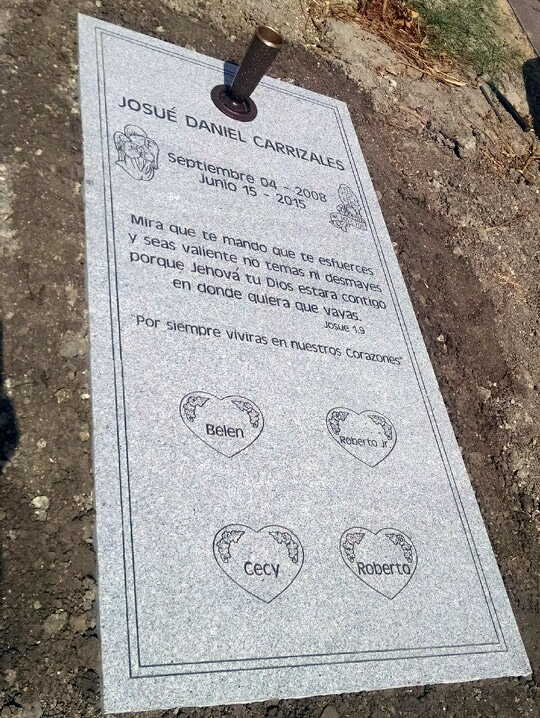 JOSUÉ DANIEL CARRIZALES
Septiembre 04 - 2008
Junio 15 - 2015
Mira que te mando que te esfuerces
y seas valiente no temas ni desmayes
porque Jehová tu Dios estara contigo
en donde quiera que vayas.
Josue 1.9
"Por siempre viviras en nuestros Corazones"
Belen
Roberto Jr
Cecy
Roberto